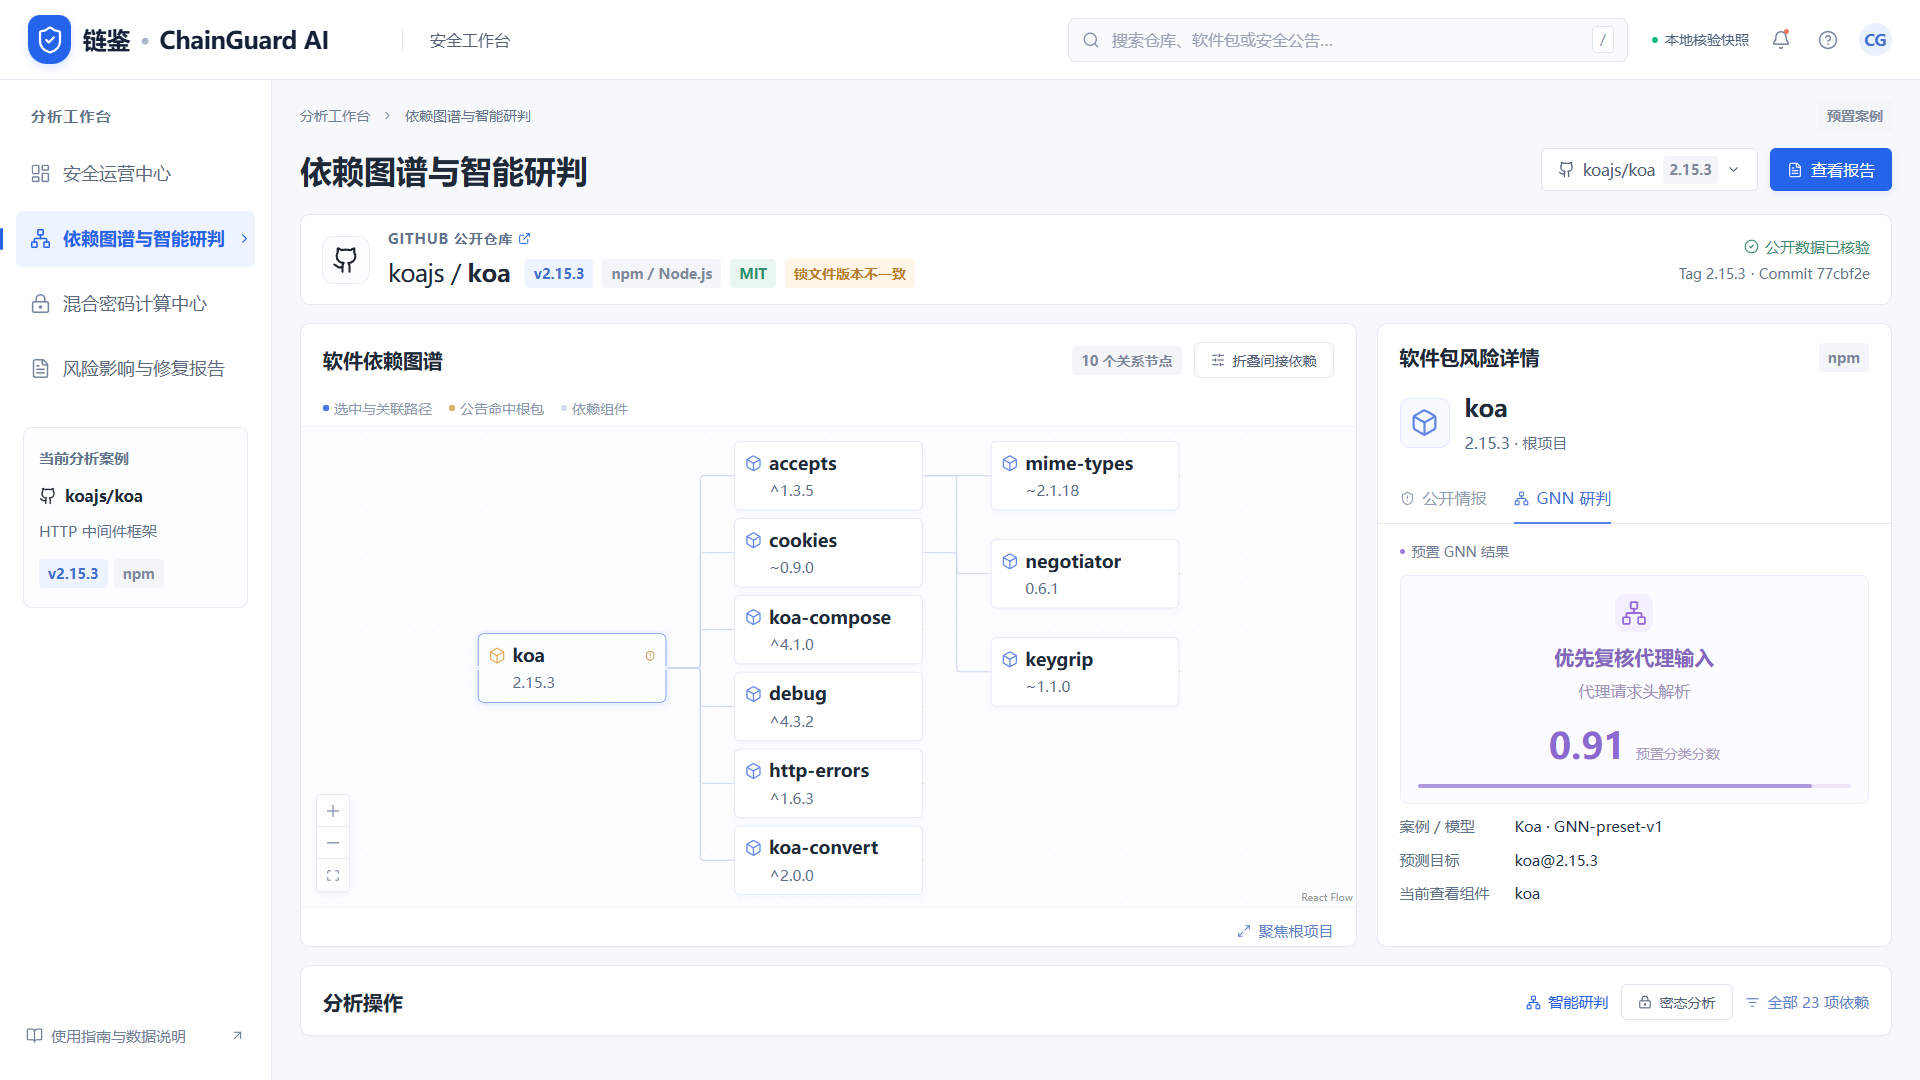 链鉴 • ChainGuard AI
安全工作台
搜索仓库、软件包或安全公告...
/
本地核验快照
CG
分析工作台
安全运营中心
依赖图谱与智能研判
混合密码计算中心
风险影响与修复报告
当前分析案例
koajs/koa
HTTP 中间件框架
v2.15.3
npm
使用指南与数据说明
分析工作台
依赖图谱与智能研判
预置案例
依赖图谱与智能研判
koajs/koa 2.15.3
查看报告
GITHUB 公开仓库
koajs / koa
v2.15.3
npm / Node.js
MIT
锁文件版本不一致
公开数据已核验
Tag 2.15.3 · Commit 77cbf2e
软件依赖图谱
10 个关系节点
折叠间接依赖
选中与关联路径
公告命中根包
依赖组件
koa
2.15.3
accepts
^1.3.5
cookies
~0.9.0
koa-compose
^4.1.0
debug
^4.3.2
http-errors
^1.6.3
koa-convert
^2.0.0
mime-types
~2.1.18
negotiator
0.6.1
keygrip
~1.1.0
React Flow
聚焦根项目
软件包风险详情
npm
koa
2.15.3 · 根项目
公开情报
GNN 研判
预置 GNN 结果
优先复核代理输入
代理请求头解析
0.91 预置分类分数
案例 / 模型 Koa · GNN-preset-v1
预测目标 koa@2.15.3
当前查看组件 koa
分析操作
智能研判
密态分析
全部 23 项依赖